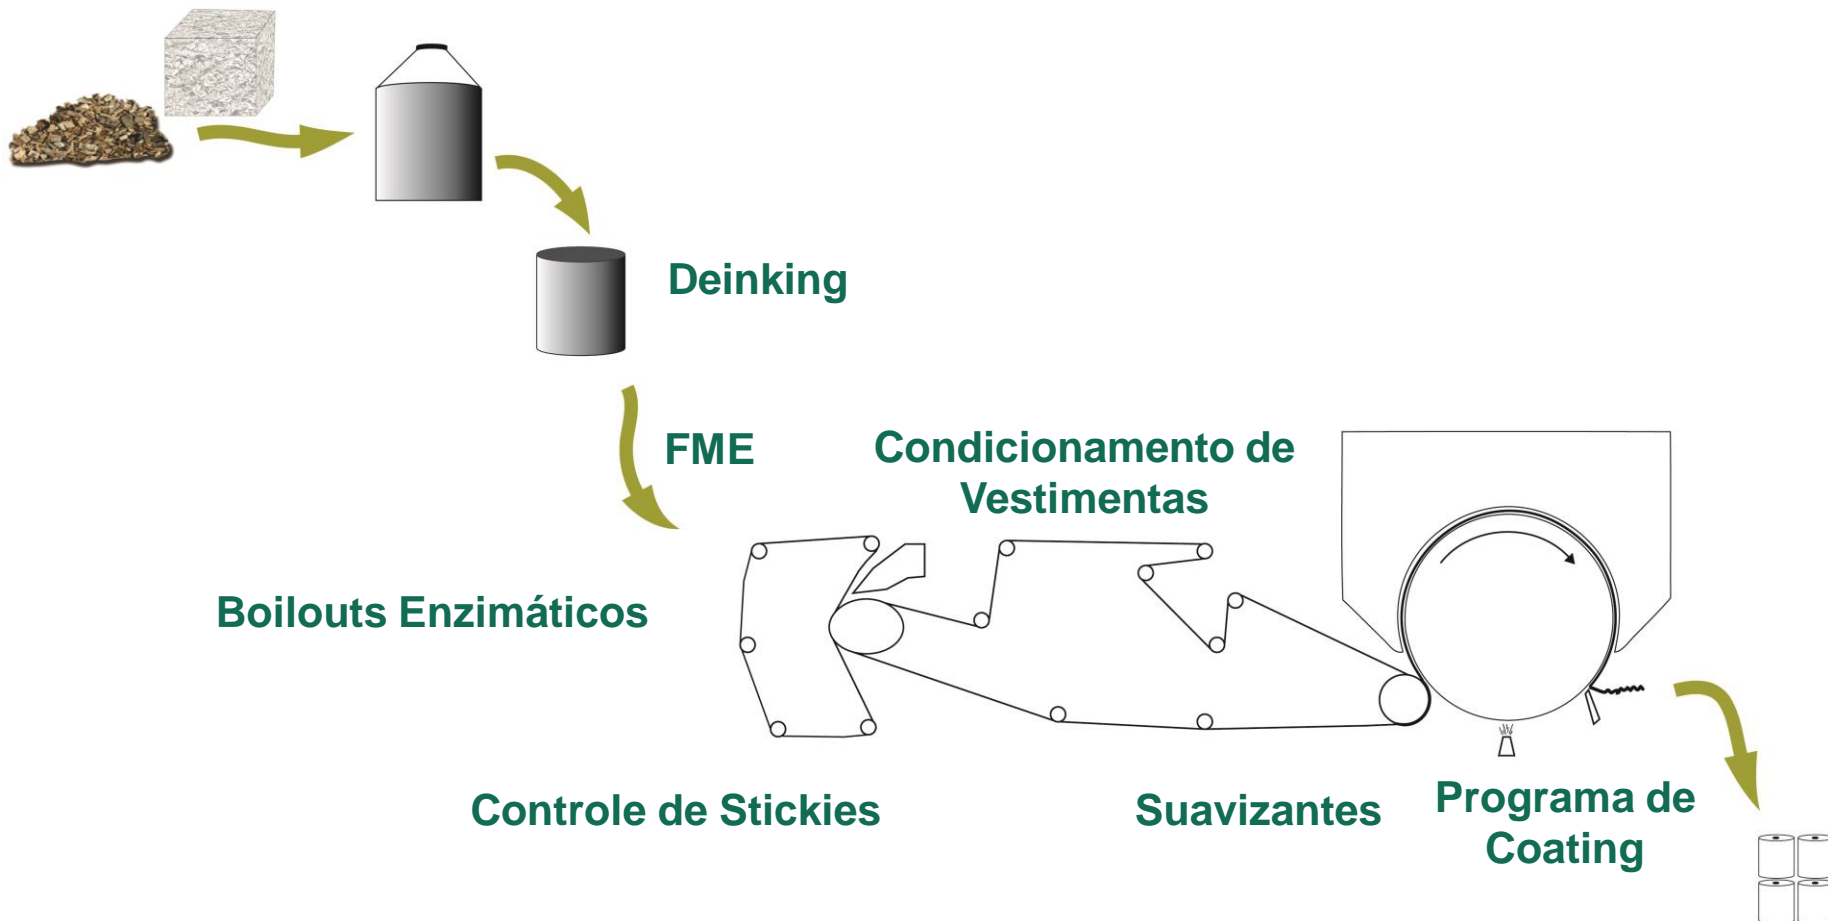 Deinking
FME
Condicionamento de
Vestimentas
Boilouts Enzimáticos
Controle de Stickies
Suavizantes
Programa de
Coating